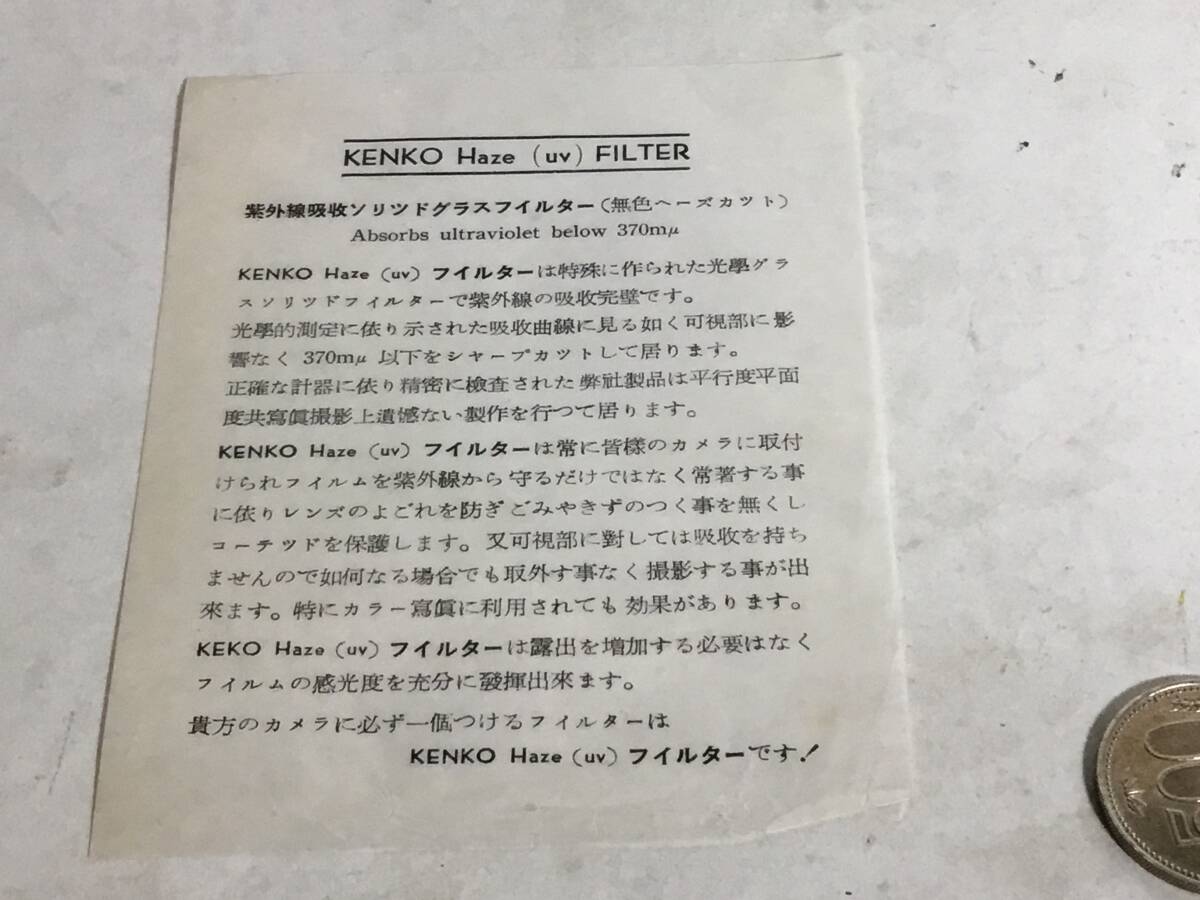 KENKO Haze (uv) FILTER
紫外線吸收ソリツドグラスフイルター(無色ヘーズカツト)
Absorbs ultraviolet below 370mμ
KENKO Haze (uv) フイルターは特殊に作られた光學グラ
スソリツドフイルターで紫外線の吸收完璧です。
光學的測定に依り示された吸收曲線に見る如く可視部に影
響なく 370mμ 以下をシャープカツトして居ります。
正確な計器に依り精密に檢査された弊社製品は平行度平面
度共寫眞撮影上遺憾ない製作を行つて居ります。
KENKO Haze (uv) フイルターは常に皆様のカメラに取付
けられフイルムを紫外線から守るだけではなく常著する事
に依りレンズのよごれを防ぎごみやきずのつく事を無くし
コーテツドを保護します。又可視部に對しては吸收を持ち
ませんので如何なる場合でも取外す事なく撮影する事が出
來ます。特にカラー寫眞に利用されても効果があります。
KEKO Haze (uv) フイルターは露出を増加する必要はなく
フイルムの感光度を充分に發揮出來ます。
貴方のカメラに必ず一個つけるフイルターは
KENKO Haze (uv) フイルターです!